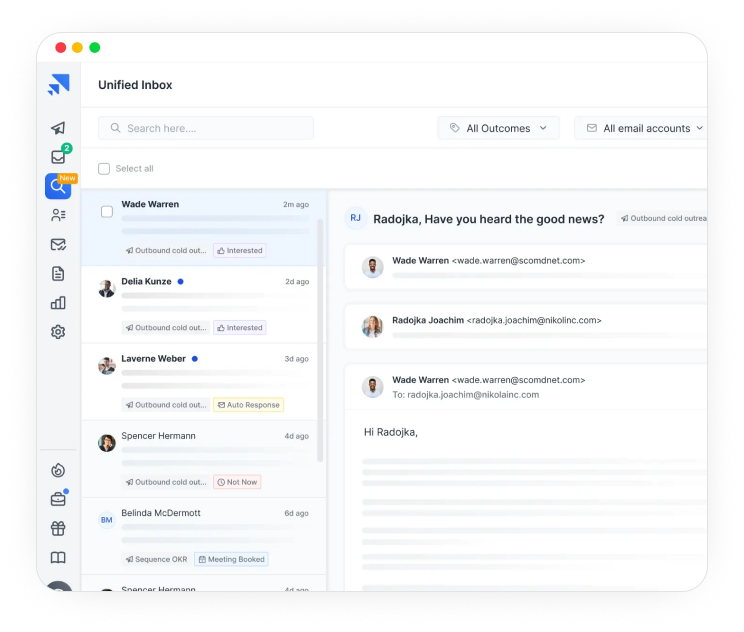 Unified Inbox
2
Search here....
All Outcomes
All email accounts
New
Select all
Wade Warren
2m ago
Outbound cold out...
Interested
Delia Kunze
2d ago
Outbound cold out...
Interested
Laverne Weber
3d ago
Outbound cold out...
Auto Response
Spencer Hermann
4d ago
Outbound cold out...
Not Now
BM
Belinda McDermott
6d ago
Sequence OKR
Meeting Booked
Spencer Hermann
4d ago
RJ
Radojka, Have you heard the good news?
Outbound cold outrea
Wade Warren <wade.warren@scomdnet.com>
Radojka Joachim <radojka.joachim@nikolinc.com>
Wade Warren <wade.warren@scomdnet.com>
To: radojka.joachim@nikolainc.com
Hi Radojka,